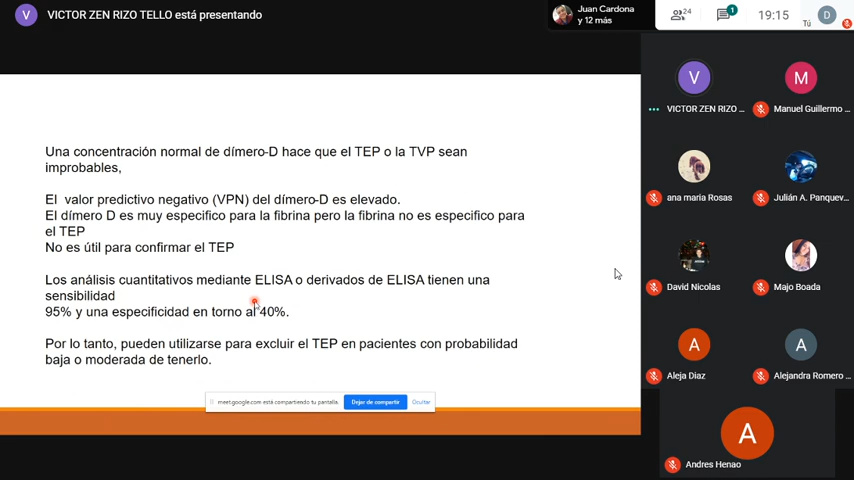 V
VICTOR ZEN RIZO TELLO está presentando
Juan Cardona
y 12 más
24
1
19:15
Tú
D
Una concentración normal de dímero-D hace que el TEP o la TVP sean
improbables,
El valor predictivo negativo (VPN) del dímero-D es elevado.
El dímero D es muy especifico para la fibrina pero la fibrina no es especifico para
el TEP
No es útil para confirmar el TEP
Los análisis cuantitativos mediante ELISA o derivados de ELISA tienen una
sensibilidad
95% y una especificidad en torno al 40%.
Por lo tanto, pueden utilizarse para excluir el TEP en pacientes con probabilidad
baja o moderada de tenerlo.
meet.google.com está compartiendo tu pantalla.
Dejar de compartir
Ocultar
V
VICTOR ZEN RIZO ...
M
Manuel Guillermo ...
ana maria Rosas
Julián A. Panquev...
David Nicolas
Majo Boada
A
Aleja Diaz
A
Alejandra Romero ...
A
Andres Henao